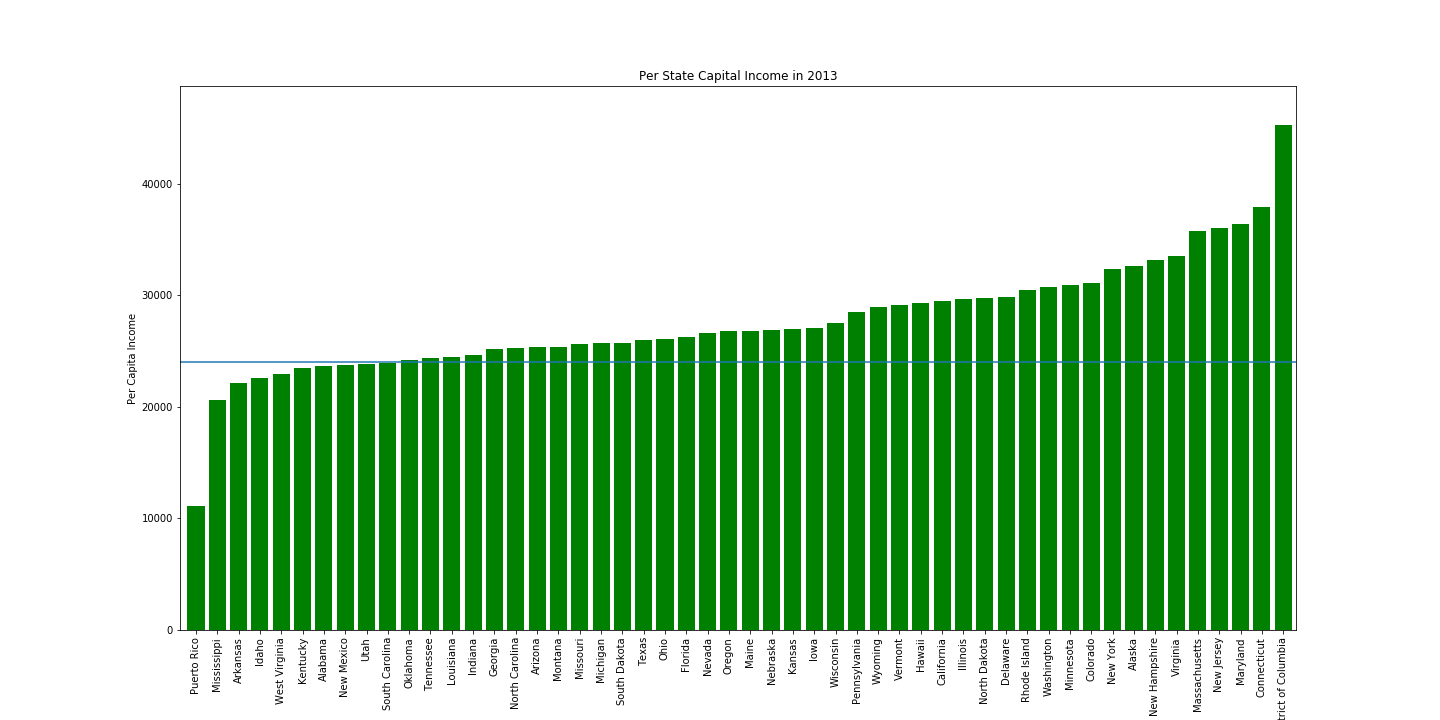 Per State Capital Income in 2013
Per Capita Income
40000
30000
20000
10000
0
Puerto Rico
Mississippi
Arkansas
Idaho
West Virginia
Kentucky
Alabama
New Mexico
Utah
South Carolina
Oklahoma
Tennessee
Louisiana
Indiana
Georgia
North Carolina
Arizona
Montana
Missouri
Michigan
South Dakota
Texas
Ohio
Florida
Nevada
Oregon
Maine
Nebraska
Kansas
Iowa
Wisconsin
Pennsylvania
Wyoming
Vermont
Hawaii
California
Illinois
North Dakota
Delaware
Rhode Island
Washington
Minnesota
Colorado
New York
Alaska
New Hampshire
Virginia
Massachusetts
New Jersey
Maryland
Connecticut
trict of Columbia